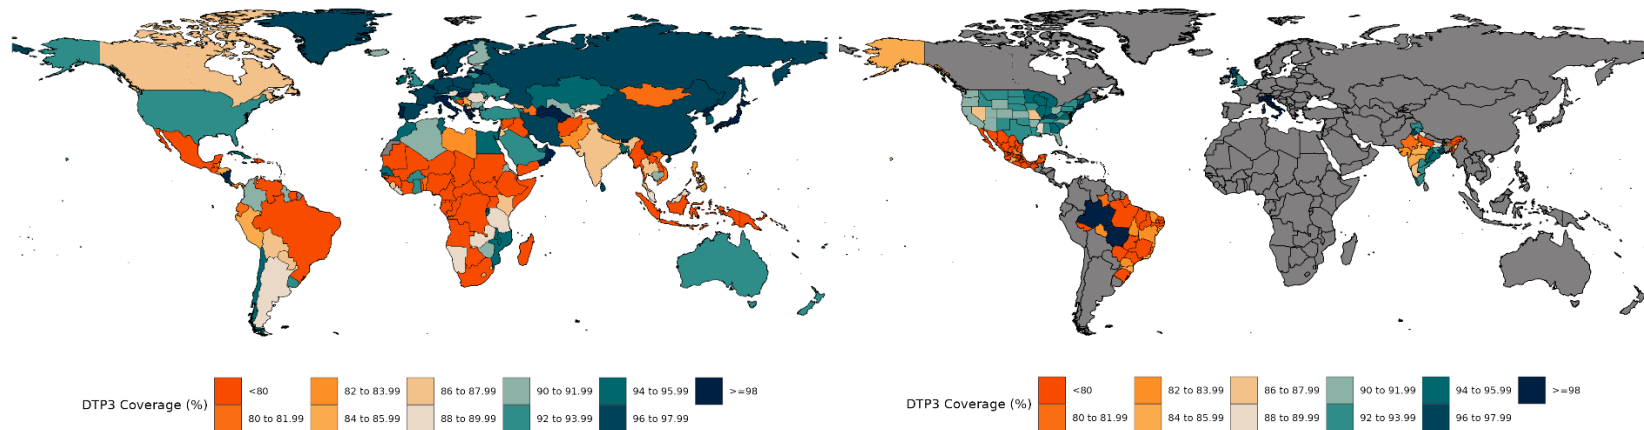 DTP3 Coverage (%)
<80
82 to 83.99
86 to 87.99
90 to 91.99
94 to 95.99
>=98
80 to 81.99
84 to 85.99
88 to 89.99
92 to 93.99
96 to 97.99
DTP3 Coverage (%)
<80
82 to 83.99
86 to 87.99
90 to 91.99
94 to 95.99
>=98
80 to 81.99
84 to 85.99
88 to 89.99
92 to 93.99
96 to 97.99